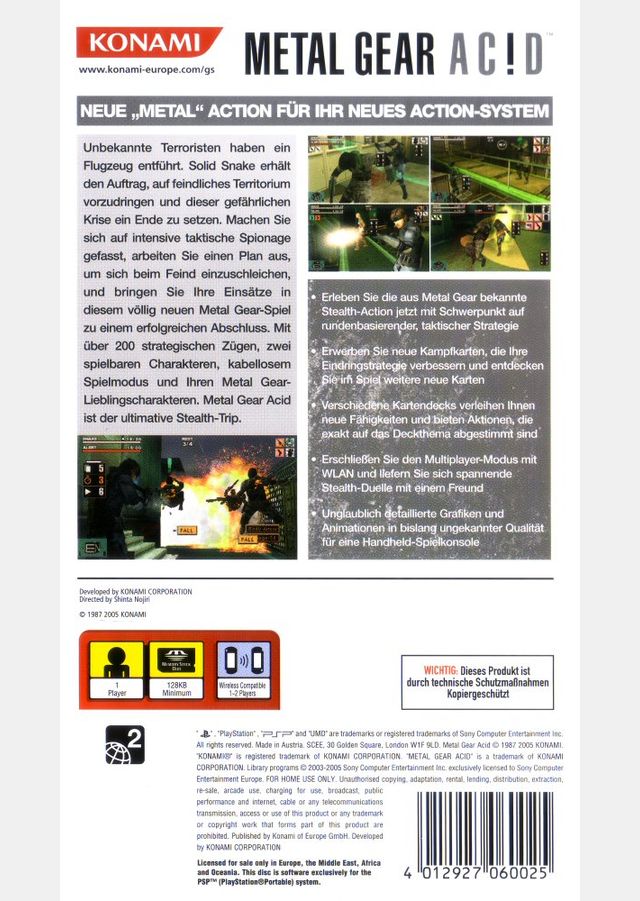 KONAMI
www.konami-europe.com/gs
METAL GEAR AC!D™
NEUE „METAL“ ACTION FÜR IHR NEUES ACTION-SYSTEM
Unbekannte Terroristen haben ein
Flugzeug entführt. Solid Snake erhält
den Auftrag, auf feindliches Territorium
vorzudringen und dieser gefährlichen
Krise ein Ende zu setzen. Machen Sie
sich auf intensive taktische Spionage
gefasst, arbeiten Sie einen Plan aus,
um sich beim Feind einzuschleichen,
und bringen Sie Ihre Einsätze in
diesem völlig neuen Metal Gear-Spiel
zu einem erfolgreichen Abschluss. Mit
über 200 strategischen Zügen, zwei
spielbaren Charakteren, kabellosem
Spielmodus und Ihren Metal Gear-
Lieblingscharakteren. Metal Gear Acid
ist der ultimative Stealth-Trip.
SNAKE
ALERT
NEXT
3/4
5
3
6
FALL
FALL
• Erleben Sie die aus Metal Gear bekannte
Stealth-Action jetzt mit Schwerpunkt auf
rundenbasierender, taktischer Strategie
• Erwerben Sie neue Kampfkarten, die Ihre
Eindringstrategie verbessern und entdecken
Sie im Spiel weitere neue Karten
• Verschiedene Kartendecks verleihen Ihnen
neue Fähigkeiten und bieten Aktionen, die
exakt auf das Deckthema abgestimmt sind
• Erschließen Sie den Multiplayer-Modus mit
WLAN und liefern Sie sich spannende
Stealth-Duelle mit einem Freund
• Unglaublich detaillierte Grafiken und
Animationen in bislang ungekannter Qualität
für eine Handheld-Spielkonsole
Developed by KONAMI CORPORATION
Directed by Shinta Nojiri
© 1987 2005 KONAMI
1
Player
MEMORY STICK
DUO
128KB
Minimum
Wireless Compatible
1-2 Players
WICHTIG: Dieses Produkt ist
durch technische Schutzmaßnahmen
Kopiergeschützt
2
" ", "PlayStation", "PSP" and "UMD" are trademarks or registered trademarks of Sony Computer Entertainment Inc.
All rights reserved. Made in Austria. SCEE, 30 Golden Square, London W1F 9LD. Metal Gear Acid © 1987 2005 KONAMI.
"KONAMI®" is registered trademark of KONAMI CORPORATION. "METAL GEAR ACID" is a trademark of KONAMI
CORPORATION. Library programs © 2003-2005 Sony Computer Entertainment Inc. exclusively licensed to Sony Computer
Entertainment Europe. FOR HOME USE ONLY. Unauthorised copying, adaptation, rental, lending, distribution, extraction,
re-sale, arcade use, charging for use, broadcast, public
performance and internet, cable or any telecommunications
transmission, access or use of this product or any trademark
or copyright work that forms part of this product are
prohibited. Published by Konami of Europe GmbH. Developed
by KONAMI CORPORATION
Licensed for sale only in Europe, the Middle East, Africa
and Oceania. This disc is software exclusively for the
PSP™ (PlayStation®Portable) system.
4 012927 060025